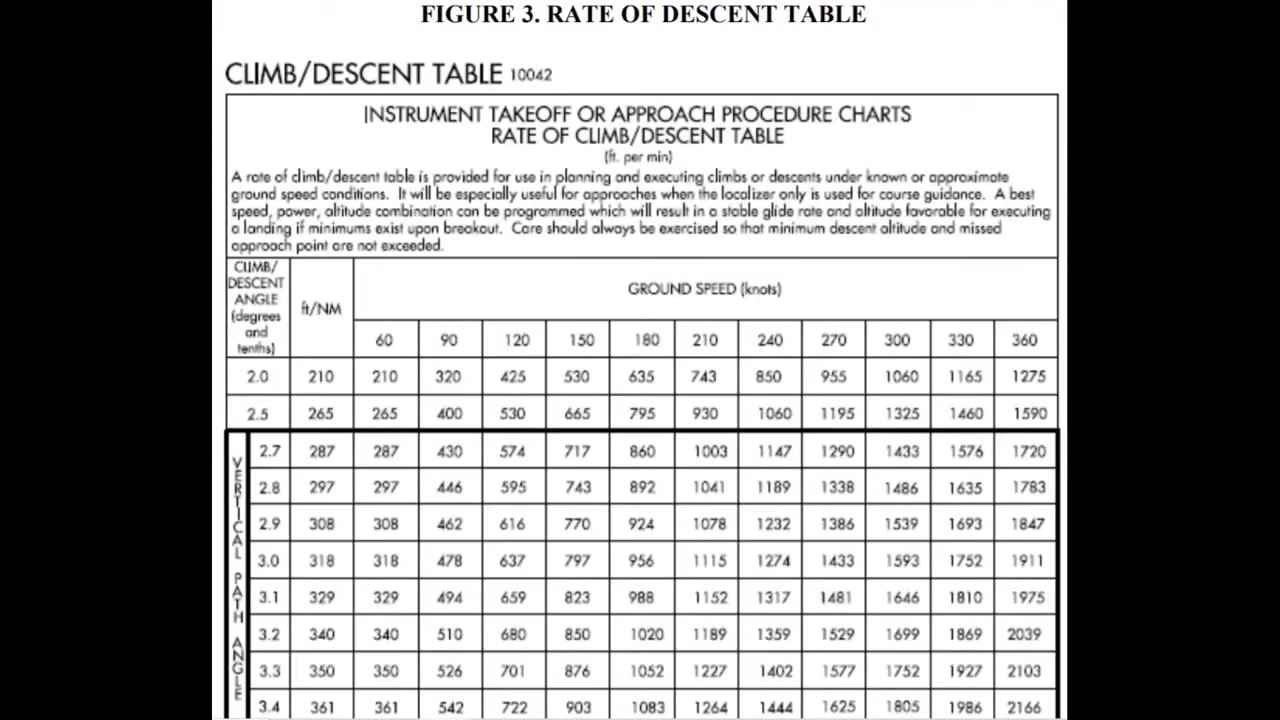 FIGURE 3. RATE OF DESCENT TABLE
CLIMB/DESCENT TABLE 10042
INSTRUMENT TAKEOFF OR APPROACH PROCEDURE CHARTS
RATE OF CLIMB/DESCENT TABLE
(ft. per min)
A rate of climb/descent table is provided for use in planning and executing climbs or descents under known or approximate
ground speed conditions. It will be especially useful for approaches when the localizer only is used for course guidance. A best
speed, power, altitude combination can be programmed which will result in a stable glide rate and altitude favorable for executing
a landing if minimums exist upon breakout. Care should always be exercised so that minimum descent altitude and missed
approach point are not exceeded.
CLIMB/
DESCENT
ANGLE
(degrees
and
tenths)
ft/NM
GROUND SPEED (knots)
60 90 120 150 180 210 240 270 300 330 360
2.0 210 210 320 425 530 635 743 850 955 1060 1165 1275
2.5 265 265 400 530 665 795 930 1060 1195 1325 1460 1590
VERTICAL PATH ANGLE
2.7 287 287 430 574 717 860 1003 1147 1290 1433 1576 1720
2.8 297 297 446 595 743 892 1041 1189 1338 1486 1635 1783
2.9 308 308 462 616 770 924 1078 1232 1386 1539 1693 1847
3.0 318 318 478 637 797 956 1115 1274 1433 1593 1752 1911
3.1 329 329 494 659 823 988 1152 1317 1481 1646 1810 1975
3.2 340 340 510 680 850 1020 1189 1359 1529 1699 1869 2039
3.3 350 350 526 701 876 1052 1227 1402 1577 1752 1927 2103
3.4 361 361 542 722 903 1083 1264 1444 1625 1805 1986 2166